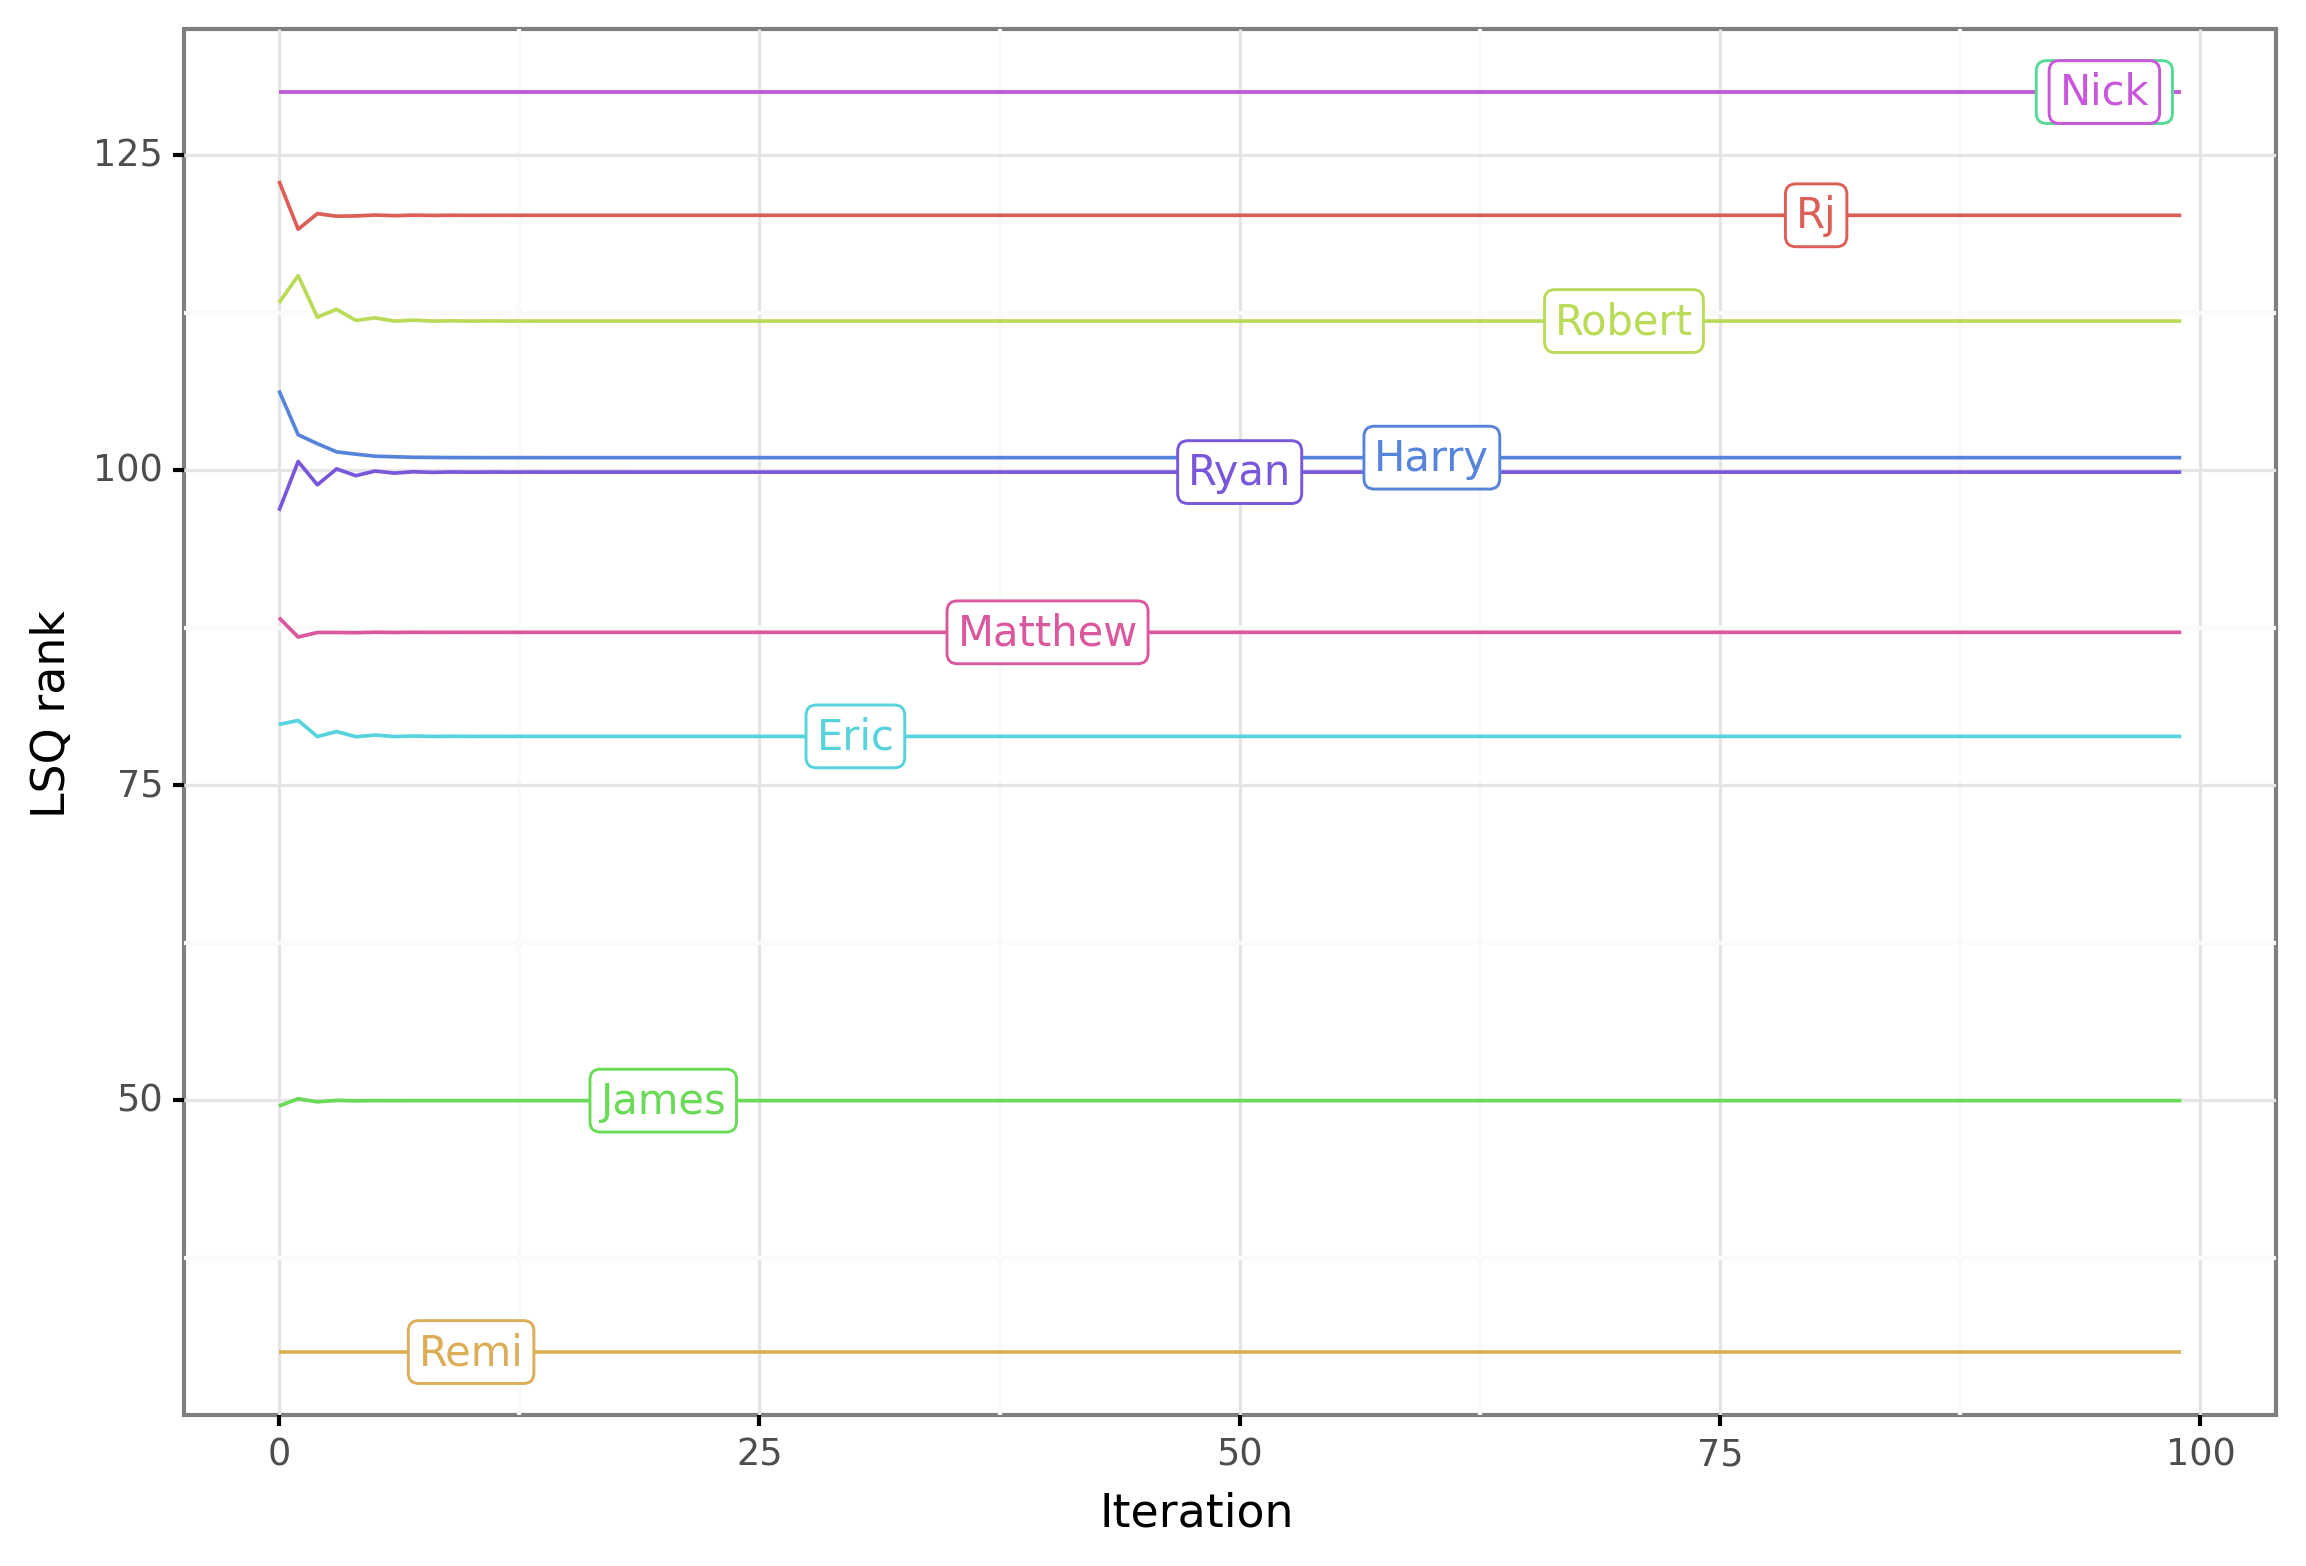 Nick
125
Rj
Robert
Harry
100
Ryan
Matthew
LSQ rank
Eric
75
50
James
Remi
0
25
50
75
100
Iteration